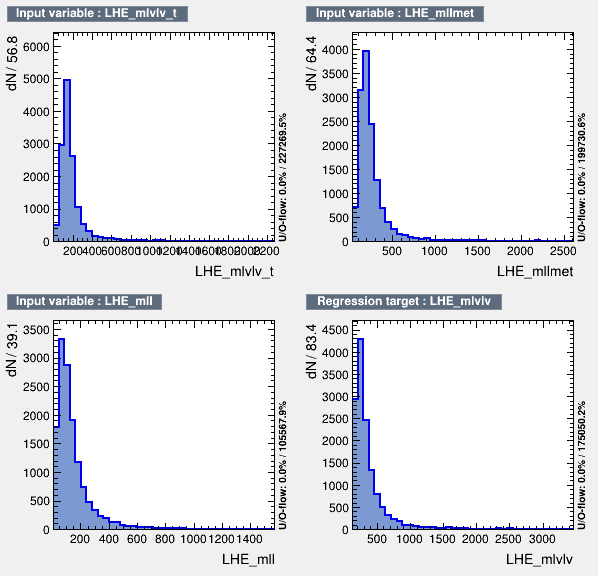 Input variable : LHE_mlvlv_t
dN / 56.8
6000
5000
4000
3000
2000
1000
0
200400600800100012001400160018002000 2200
LHE_mlvlv_t
U/O-flow: 0.0% / 227269.5%
Input variable : LHE_mllmet
dN / 64.4
4000
3500
3000
2500
2000
1500
1000
500
0
500 1000 1500 2000 2500
LHE_mllmet
U/O-flow: 0.0% / 199730.6%
Input variable : LHE_mll
dN / 39.1
3500
3000
2500
2000
1500
1000
500
0
200 400 600 800 1000 1200 1400
LHE_mll
U/O-flow: 0.0% / 105567.9%
Regression target : LHE_mlvlv
dN / 83.4
4500
4000
3500
3000
2500
2000
1500
1000
500
0
500 1000 1500 2000 2500 3000
LHE_mlvlv
U/O-flow: 0.0% / 175050.2%